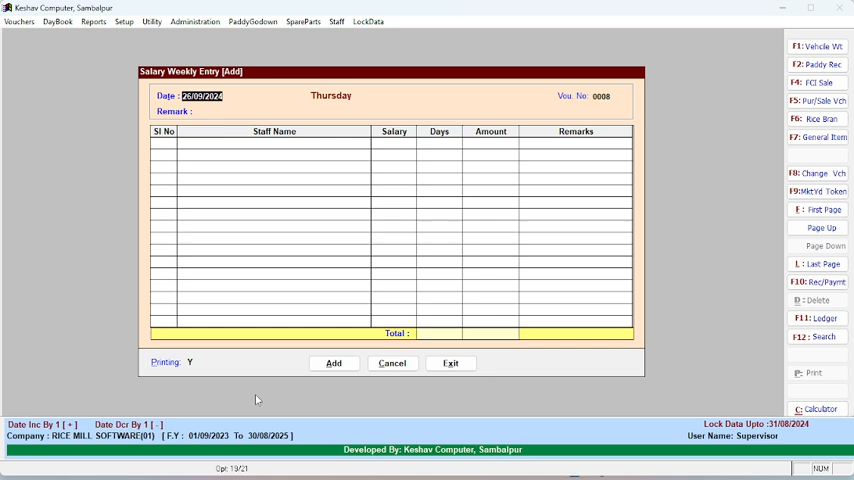 Keshav Computer, Sambalpur
Vouchers DayBook Reports Setup Utility Administration PaddyGodown SpareParts Staff LockData
Salary Weekly Entry [Add]
Date : 26/09/2024 Thursday Vou. No: 0008
Remark :
Sl No Staff Name Salary Days Amount Remarks
Total :
Printing: Y Add Cancel Exit
F1: Vehcile Wt
F2: Paddy Rec
F4: FCI Sale
F5: Pur/Sale Vch
F6: Rice Bran
F7: General Item
F8: Change Vch
F9:MktYd Token
F : First Page
Page Up
Page Down
L : Last Page
F10: Rec/Paymt
D :Delete
F11: Ledger
F12 : Search
P: Print
C: Calculator
Date Inc By 1 [ + ] Date Dcr By 1 [ - ] Lock Data Upto :31/08/2024
Company : RICE MILL SOFTWARE(01) [ F.Y : 01/09/2023 To 30/08/2025 ] User Name: Supervisor
Developed By: Keshav Computer, Sambalpur
Opt: 19/21 NUM